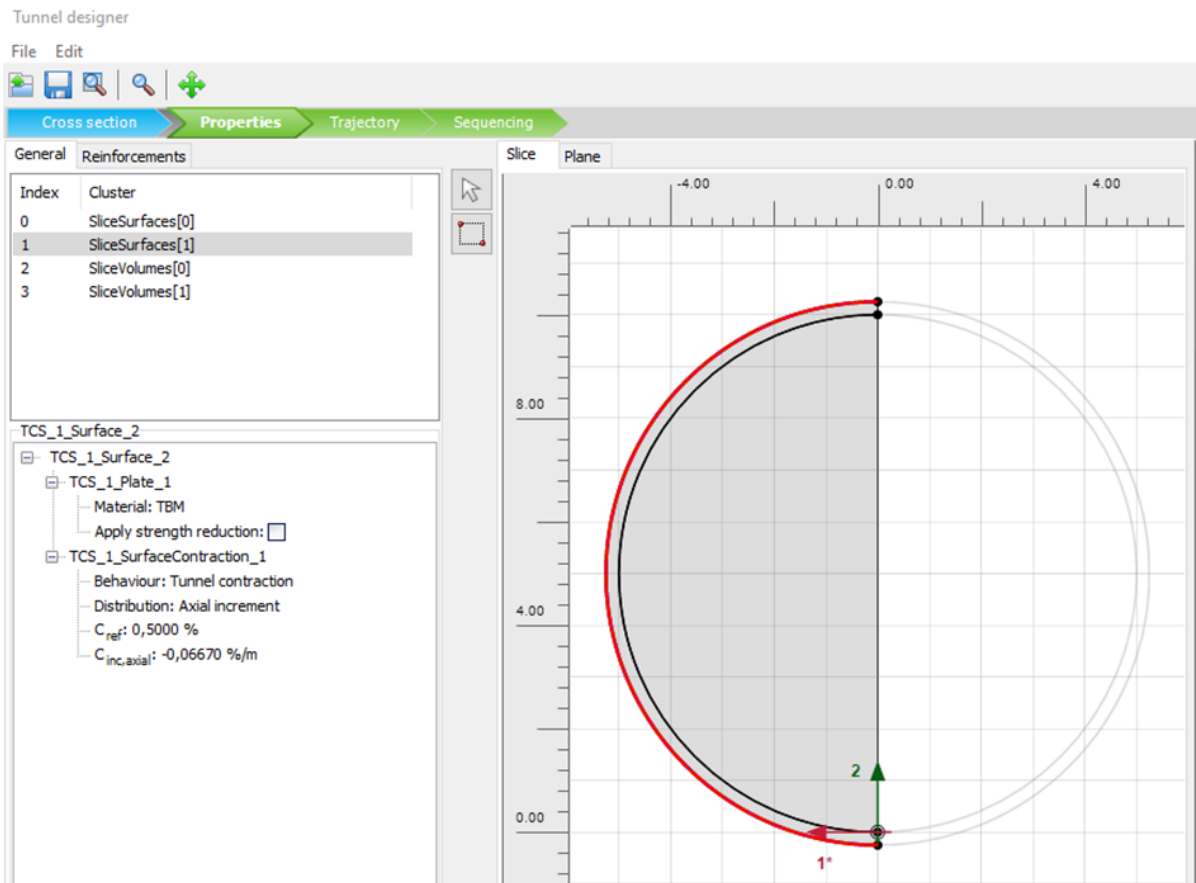 Tunnel designer
File Edit
Cross section Properties Trajectory Sequencing
General Reinforcements
Index Cluster
0 SliceSurfaces[0]
1 SliceSurfaces[1]
2 SliceVolumes[0]
3 SliceVolumes[1]
TCS_1_Surface_2
TCS_1_Surface_2
TCS_1_Plate_1
Material: TBM
Apply strength reduction:
TCS_1_SurfaceContraction_1
Behaviour: Tunnel contraction
Distribution: Axial increment
Cref: 0,5000 %
Cinc,axial: -0,06670 %/m
Slice Plane
-4.00 0.00 4.00
8.00
4.00
2
0.00
1*